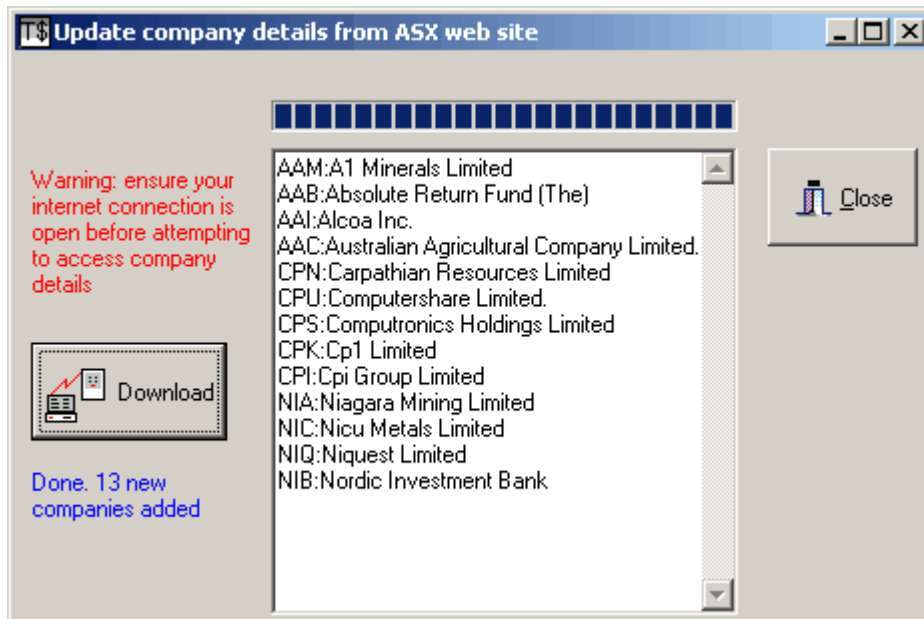 T$ Update company details from ASX web site
Warning: ensure your
internet connection is
open before attempting
to access company
details
Download
Done. 13 new
companies added
AAM:A1 Minerals Limited
AAB:Absolute Return Fund (The)
AAI:Alcoa Inc.
AAC:Australian Agricultural Company Limited.
CPN:Carpathian Resources Limited
CPU:Computershare Limited.
CPS:Computronics Holdings Limited
CPK:Cp1 Limited
CPI:Cpi Group Limited
NIA:Niagara Mining Limited
NIC:Nicu Metals Limited
NIQ:Niquest Limited
NIB:Nordic Investment Bank
Close